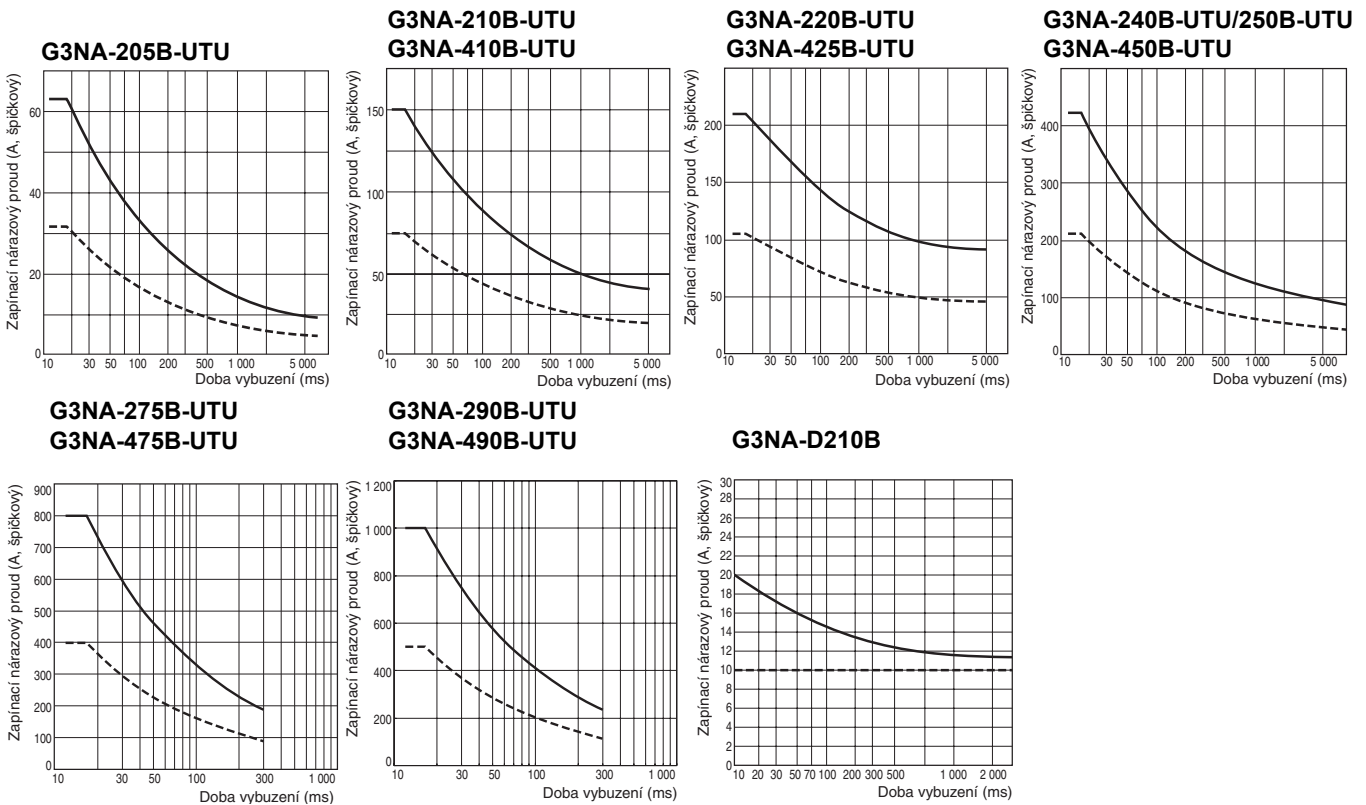 G3NA-205B-UTU
Zapínací nárazový proud (A, špičkový)
60
40
20
0
10 30 50 100 200 500 1 000 5 000
Doba vybuzení (ms)
G3NA-210B-UTU
G3NA-410B-UTU
Zapínací nárazový proud (A, špičkový)
150
100
50
0
10 30 50 100 200 500 1 000 5 000
Doba vybuzení (ms)
G3NA-220B-UTU
G3NA-425B-UTU
Zapínací nárazový proud (A, špičkový)
200
150
100
50
0
10 30 50 100 200 500 1 000 5 000
Doba vybuzení (ms)
G3NA-240B-UTU/250B-UTU
G3NA-450B-UTU
Zapínací nárazový proud (A, špičkový)
400
300
200
100
0
10 30 50 100 200 500 1 000 5 000
Doba vybuzení (ms)
G3NA-275B-UTU
G3NA-475B-UTU
Zapínací nárazový proud (A, špičkový)
900
800
700
600
500
400
300
200
100
0
10 30 50 100 300 1 000
Doba vybuzení (ms)
G3NA-290B-UTU
G3NA-490B-UTU
Zapínací nárazový proud (A, špičkový)
1 200
1 000
800
600
400
200
0
10 30 50 100 300 1 000
Doba vybuzení (ms)
G3NA-D210B
Zapínací nárazový proud (A, špičkový)
30
28
26
24
22
20
18
16
14
12
10
8
6
4
2
0
10 20 30 50 70 100 200 300 500 1 000 2 000
Doba vybuzení (ms)